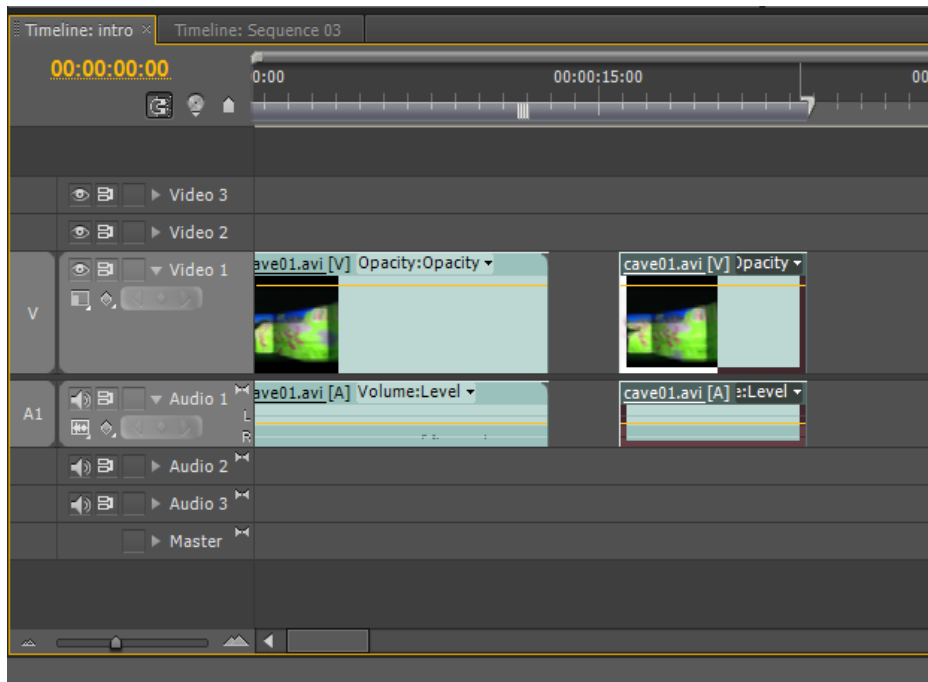 Timeline: intro × Timeline: Sequence 03
00:00:00:00
0:00 00:00:15:00 00
Video 3
Video 2
Video 1
ave01.avi [V] Opacity:Opacity cave01.avi [V] pacity
V
A1
Audio 1
L
R
ave01.avi [A] Volume:Level cave01.avi [A] e:Level
Audio 2
Audio 3
Master